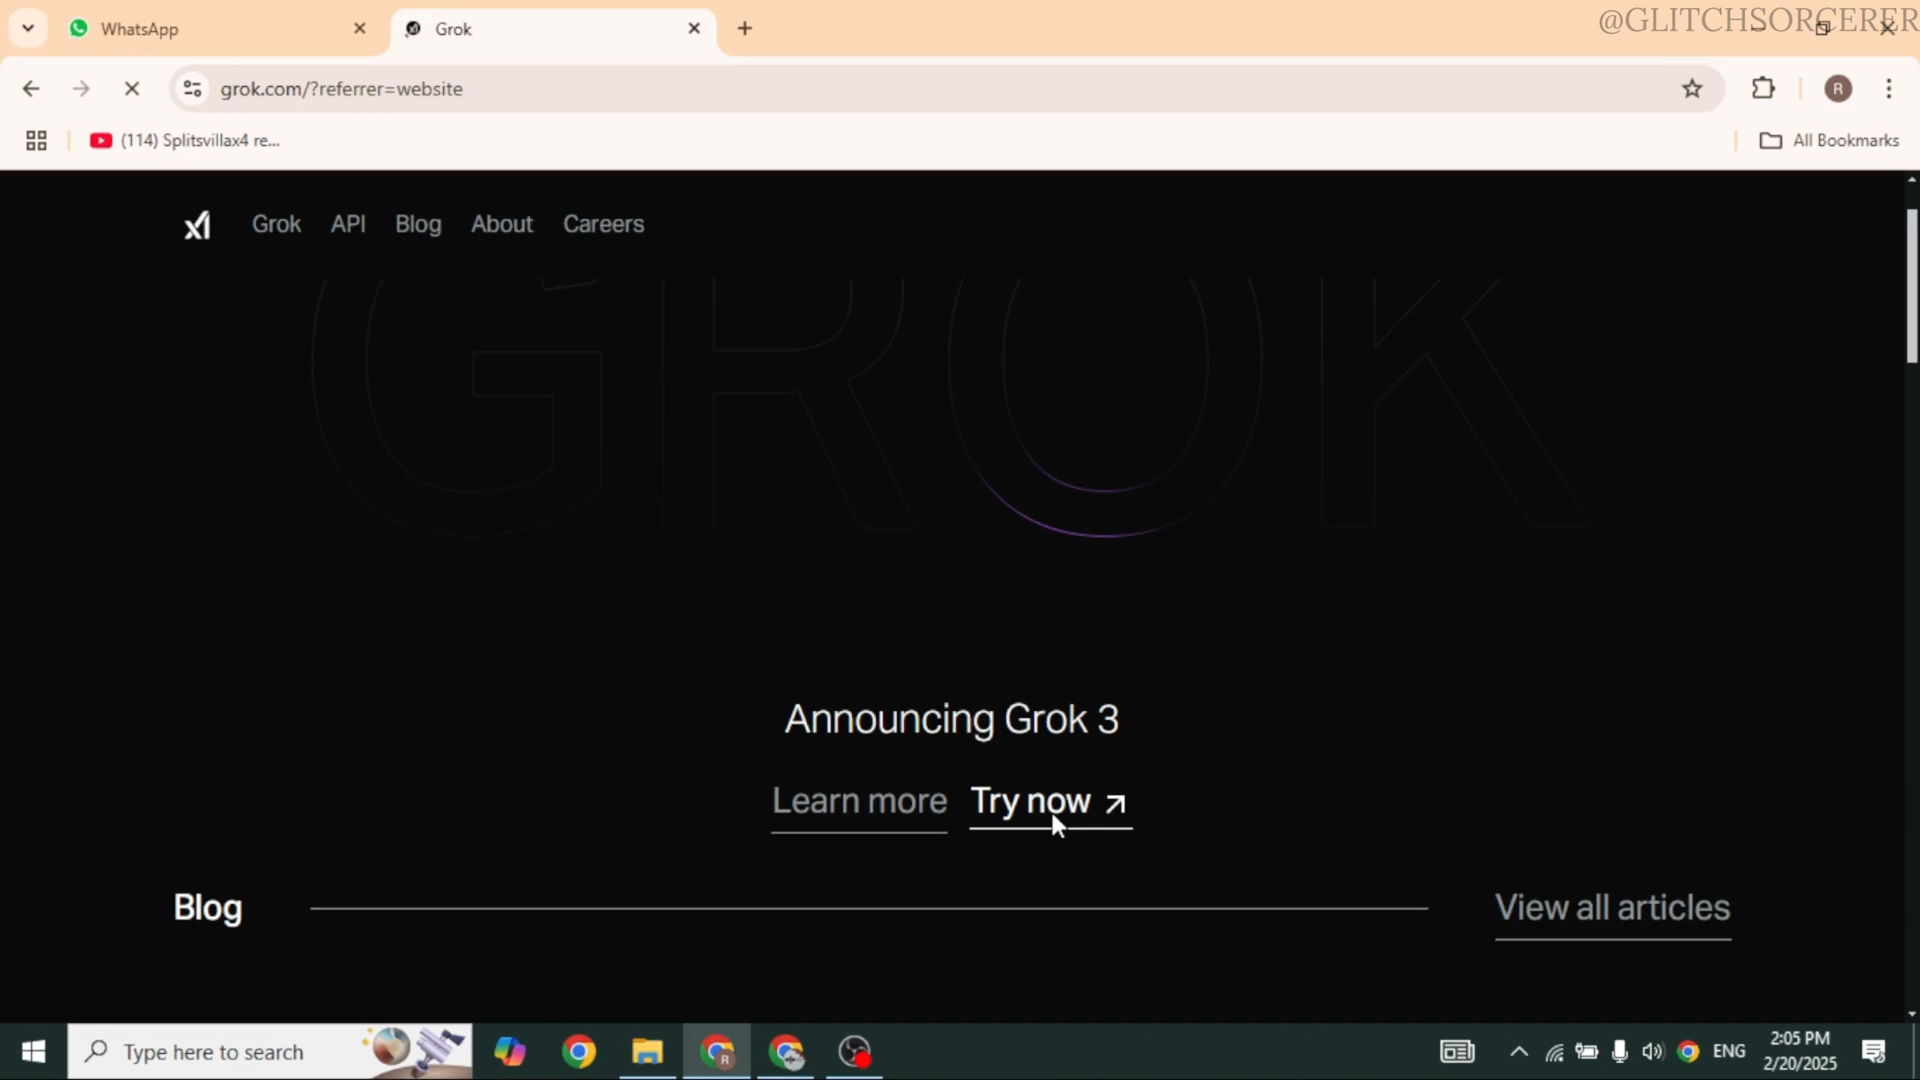 WhatsApp
Grok
@GLITCHSORCERER
grok.com/?referrer=website
R
(114) Splitsvillax4 re...
All Bookmarks
Grok API Blog About Careers
GROK
Announcing Grok 3
Learn more Try now
Blog
View all articles
Type here to search
R
ENG
2:05 PM
2/20/2025